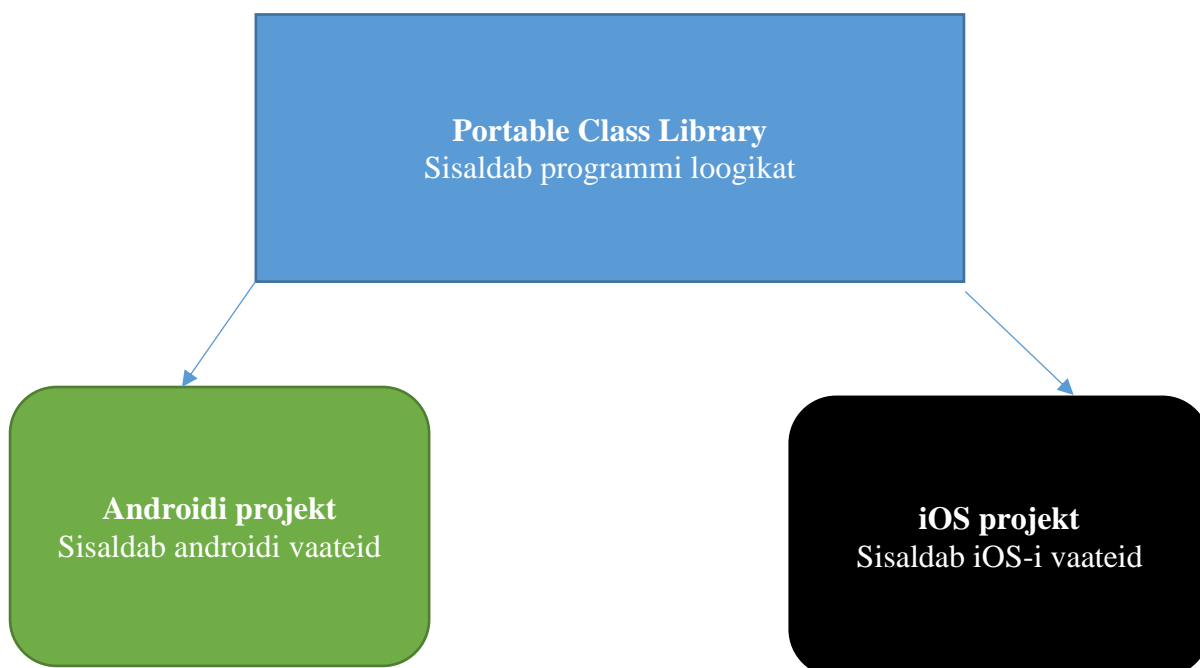 Portable Class Library
Sisaldab programmi loogikat
Androidi projekt
Sisaldab androidi vaateid
iOS projekt
Sisaldab iOS-i vaateid